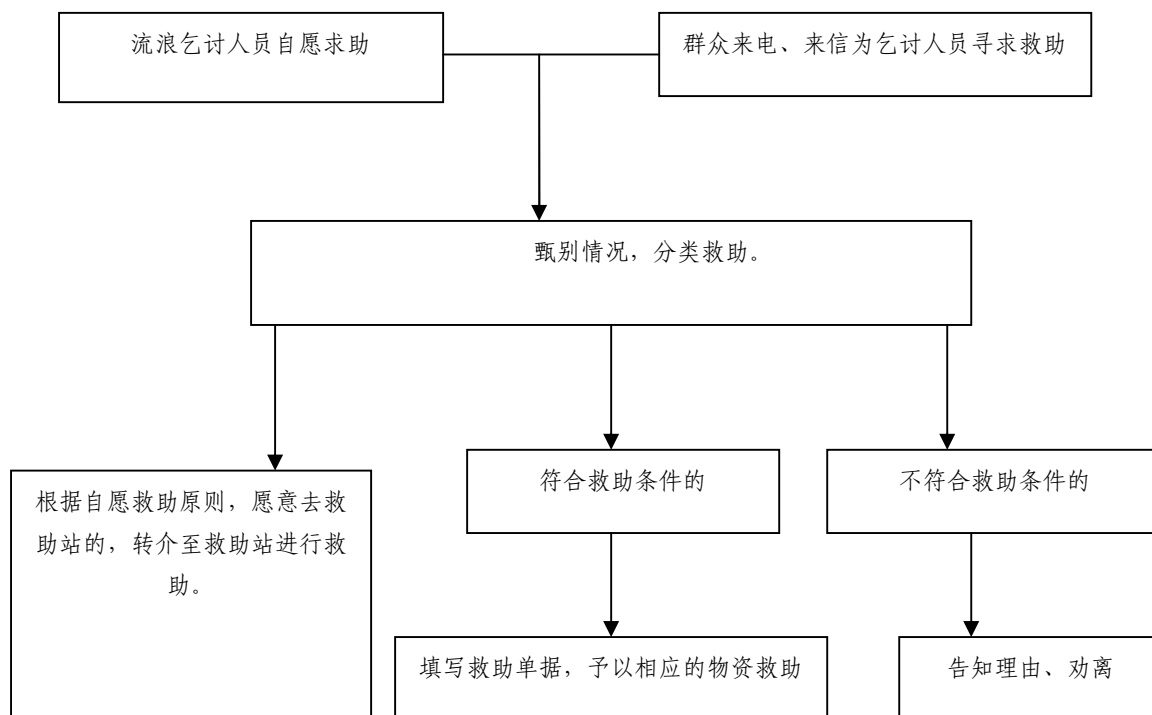 流浪乞讨人员自愿求助
群众来电、来信为乞讨人员寻求救助
甄别情况，分类救助。
根据自愿救助原则，愿意去救
助站的，转介至救助站进行救
助。
符合救助条件的
不符合救助条件的
填写救助单据，予以相应的物资救助
告知理由、劝离